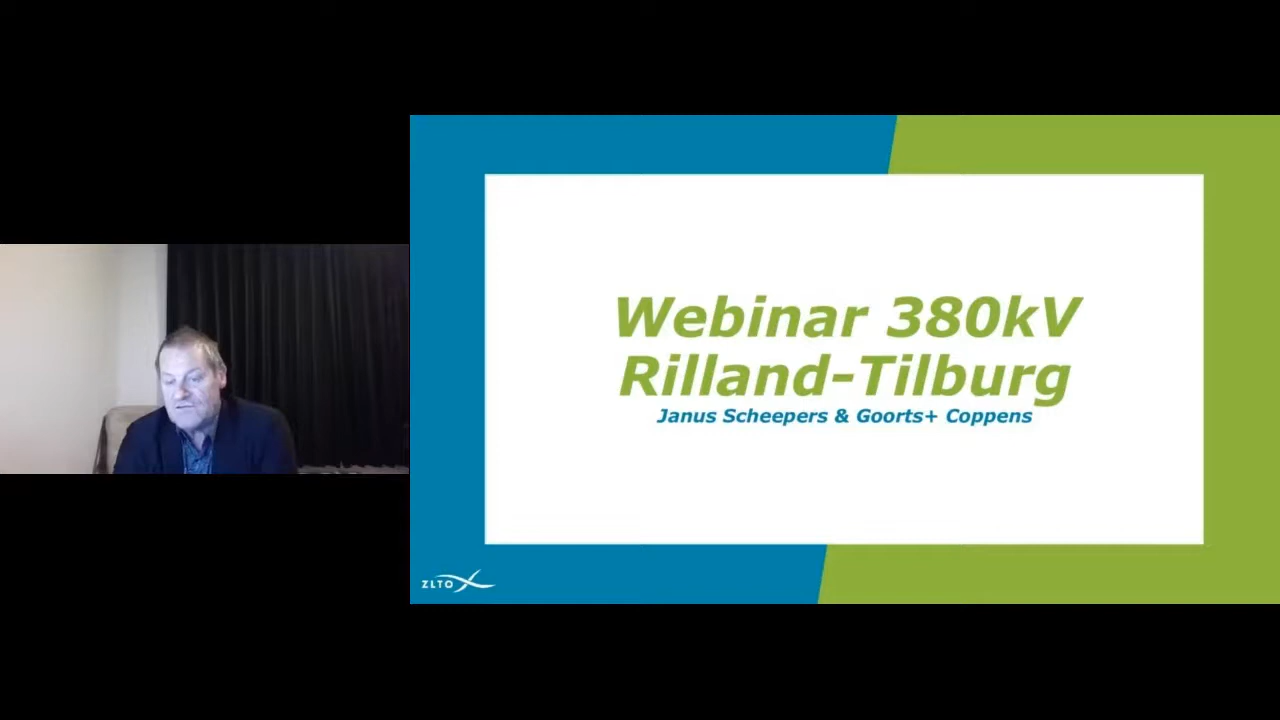 Webinar 380kV
Rilland-Tilburg
Janus Scheepers & Goorts+ Coppens
ZLTO